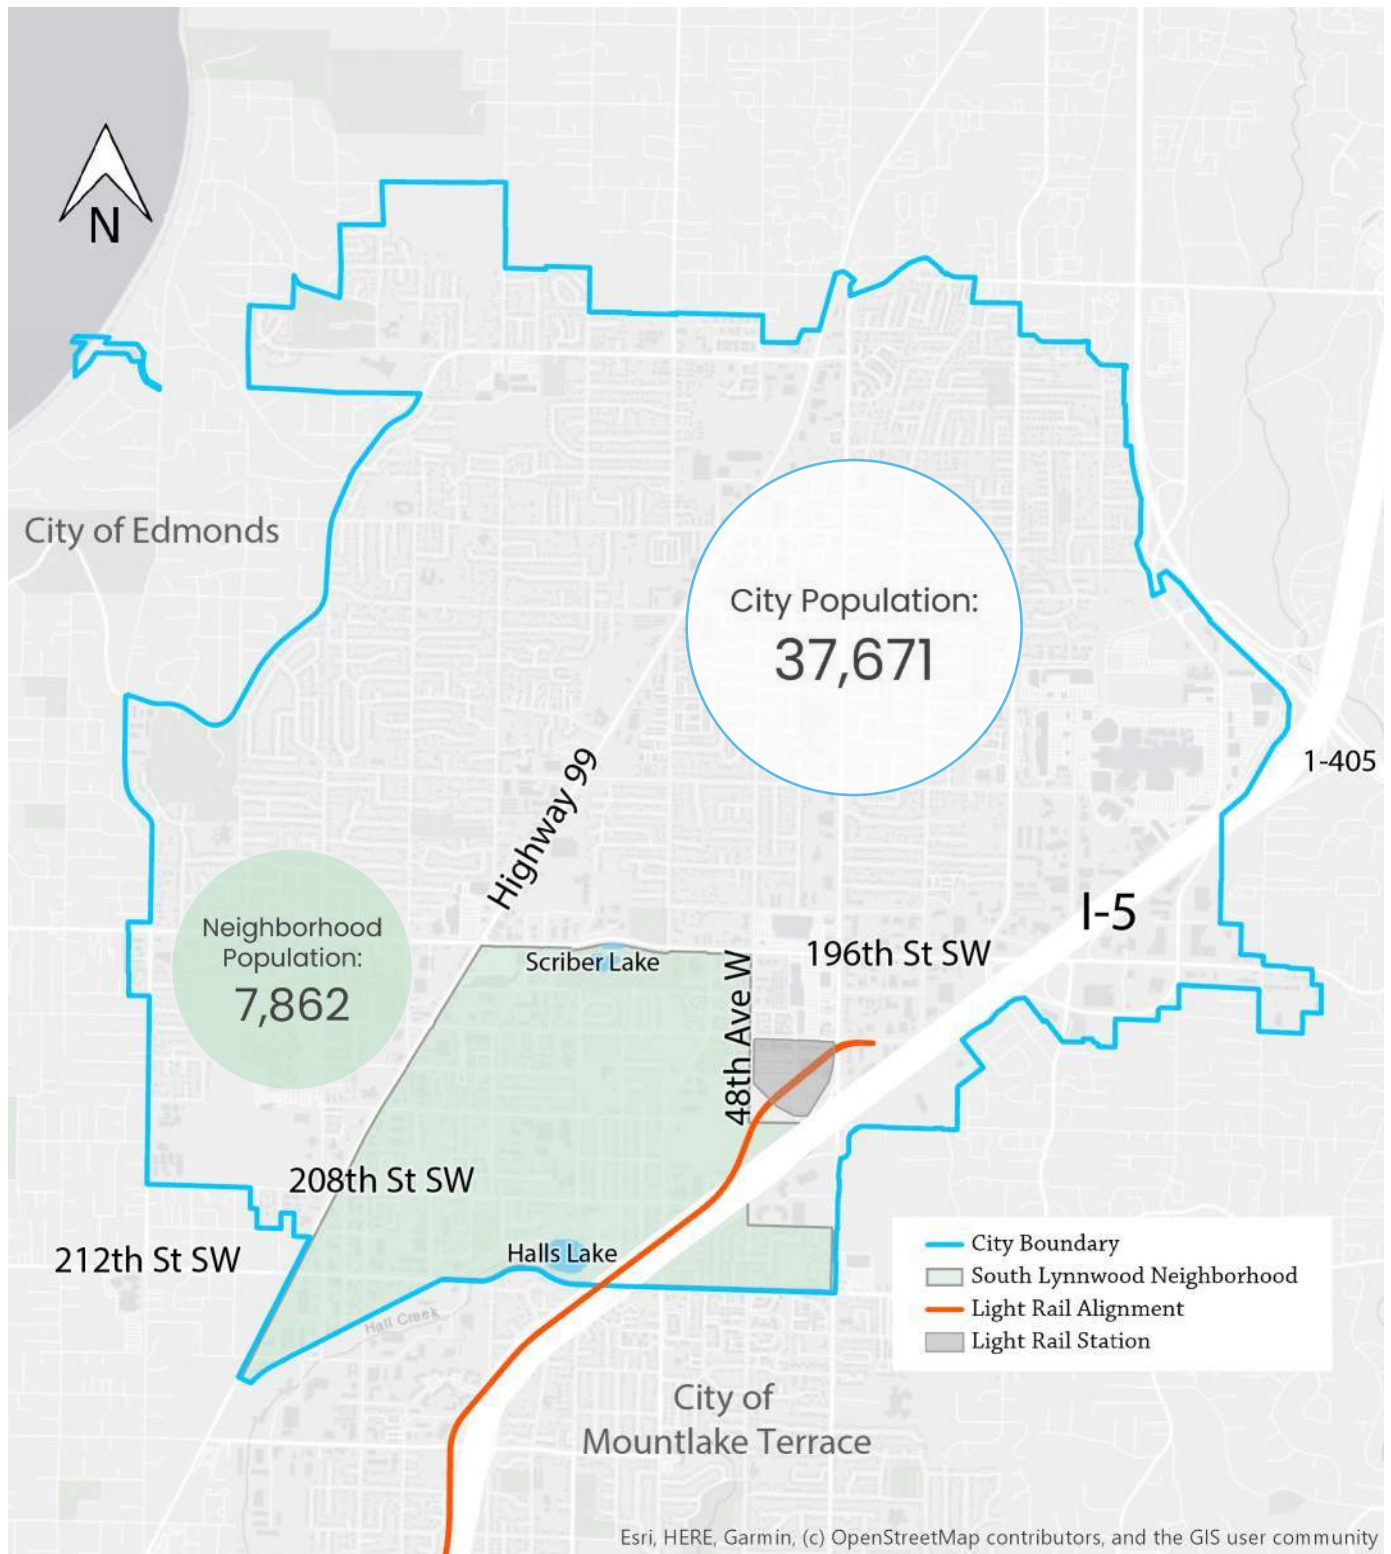 N
City of Edmonds
City Population:
37,671
Highway 99
1-405
I-5
Neighborhood
Population:
7,862
Scriber Lake
48th Ave W
196th St SW
208th St SW
212th St SW
Halls Lake
Hall Creek
City Boundary
South Lynnwood Neighborhood
Light Rail Alignment
Light Rail Station
City of
Mountlake Terrace
Esri, HERE, Garmin, (c) OpenStreetMap contributors, and the GIS user community